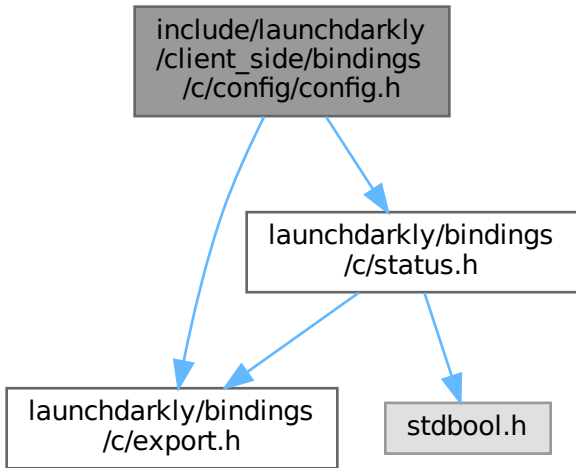 include/launchdarkly
/client_side/bindings
/c/config/config.h
launchdarkly/bindings
/c/status.h
launchdarkly/bindings
/c/export.h
stdbool.h